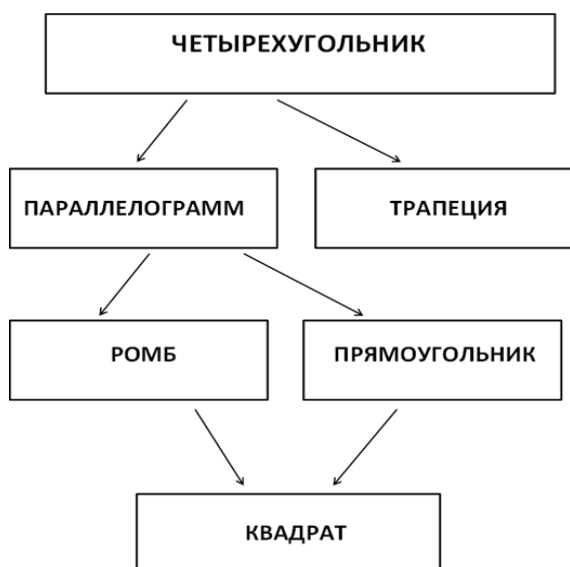 ЧЕТЫРЕХУГОЛЬНИК
ПАРАЛЛЕЛОГРАММ
ТРАПЕЦИЯ
РОМБ
ПРЯМОУГОЛЬНИК
КВАДРАТ